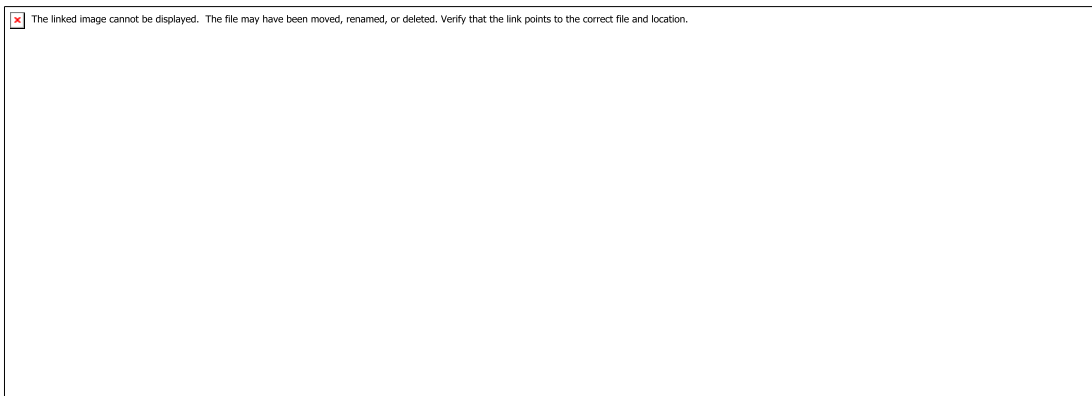 The linked image cannot be displayed.  The file may have been moved, renamed, or deleted. Verify that the link points to the correct file and location.